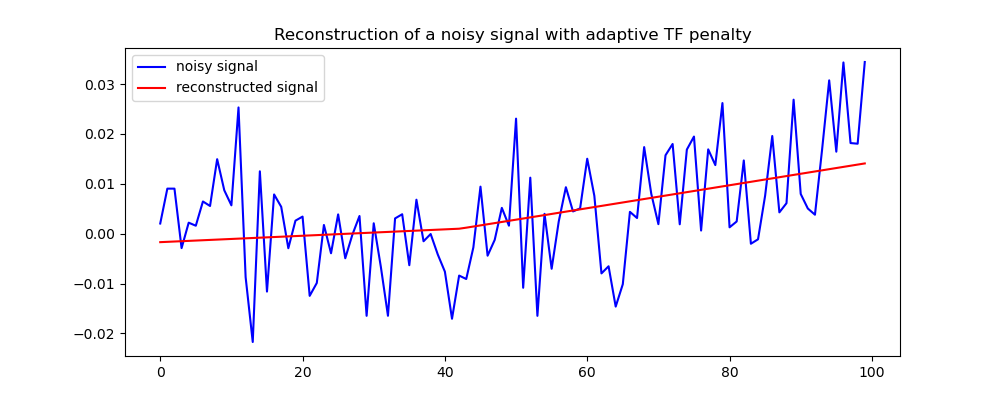 Reconstruction of a noisy signal with adaptive TF penalty
noisy signal
reconstructed signal
0.03
0.02
0.01
0.00
−0.01
−0.02
0 20 40 60 80 100